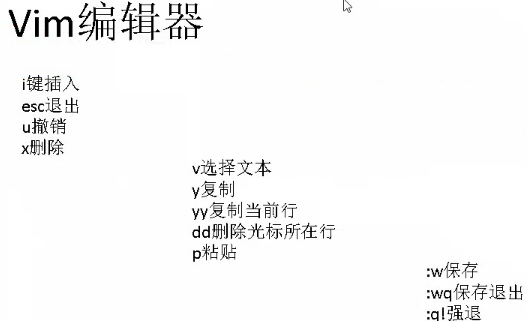 Vim编辑器
i键插入
esc退出
u撤销
x删除
v选择文本
y复制
yy复制当前行
dd删除光标所在行
p粘贴
:w保存
:wq保存退出
:q!强退